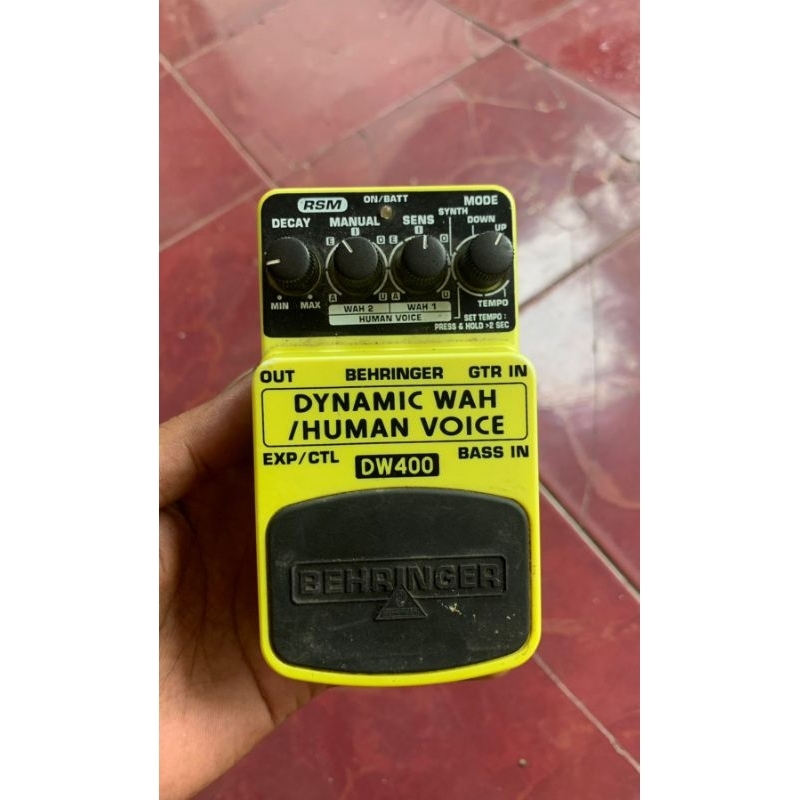 RSM
ON/BATT
MODE
DECAY
MANUAL
SENS
SYNTH
DOWN
UP
E I O E I O
MIN
MAX
A U A U
WAH 2
WAH 1
HUMAN VOICE
TEMPO
SET TEMPO :
PRESS & HOLD >2 SEC
OUT
BEHRINGER
GTR IN
DYNAMIC WAH
/HUMAN VOICE
EXP/CTL
BASS IN
DW400
BEHRINGER